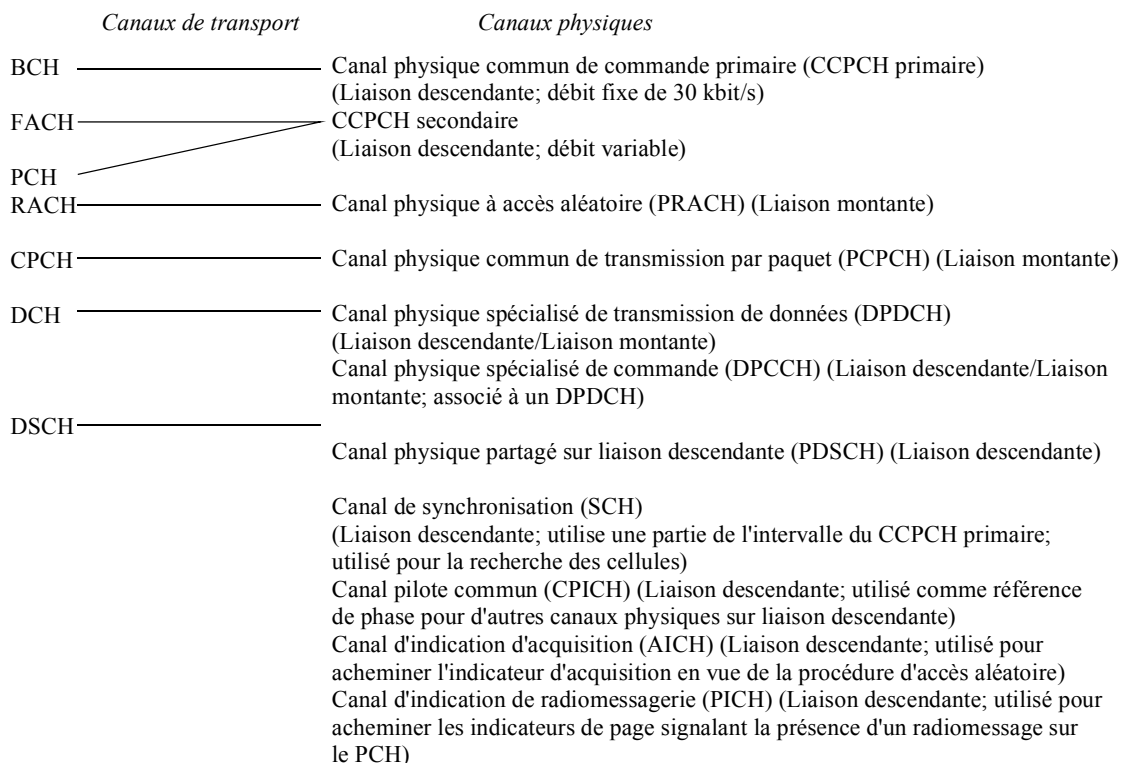 Canaux de transport Canaux physiques
BCH Canal physique commun de commande primaire (CCPCH primaire)
(Liaison descendante; débit fixe de 30 kbit/s)
FACH CCPCH secondaire
(Liaison descendante; débit variable)
PCH
RACH Canal physique à accès aléatoire (PRACH) (Liaison montante)
CPCH Canal physique commun de transmission par paquet (PCPCH) (Liaison montante)
DCH Canal physique spécialisé de transmission de données (DPDCH)
(Liaison descendante/Liaison montante)
Canal physique spécialisé de commande (DPCCH) (Liaison descendante/Liaison
montante; associé à un DPDCH)
DSCH
Canal physique partagé sur liaison descendante (PDSCH) (Liaison descendante)
Canal de synchronisation (SCH)
(Liaison descendante; utilise une partie de l'intervalle du CCPCH primaire;
utilisé pour la recherche des cellules)
Canal pilote commun (CPICH) (Liaison descendante; utilisé comme référence
de phase pour d'autres canaux physiques sur liaison descendante)
Canal d'indication d'acquisition (AICH) (Liaison descendante; utilisé pour
acheminer l'indicateur d'acquisition en vue de la procédure d'accès aléatoire)
Canal d'indication de radiomessagerie (PICH) (Liaison descendante; utilisé pour
acheminer les indicateurs de page signalant la présence d'un radiomessage sur
le PCH)